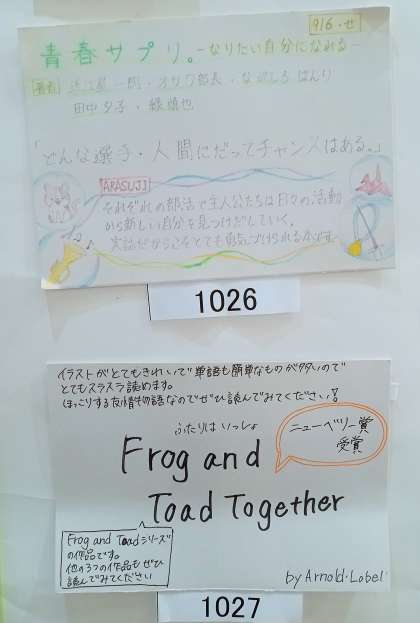 916.せ
青春サプリ。-なりたい自分になれる-
著者 近江屋一朗・オザワ部長・ながしろばんり
田中夕子・緑慎也
「どんな選手・人間にだってチャンスはある。」
ARASUJI
それぞれの部活で主人公たちは日々の活動
から新しい自分を見つけだしていく。
実話だからこそとても勇気づけられる本です。
1026
イラストがとてもきれいで単語も簡単なものが多いので
とてもスラスラ読めます。
ほっこりする友情物語なのでぜひ読んでみてください!
ニューベリー賞
受賞
ふたりはいっしょ
Frog and
Toad Together
Frog and Toadシリーズ
の作品です。
他の3つの作品もぜひ
読んでみてください
by Arnold・Lobel
1027